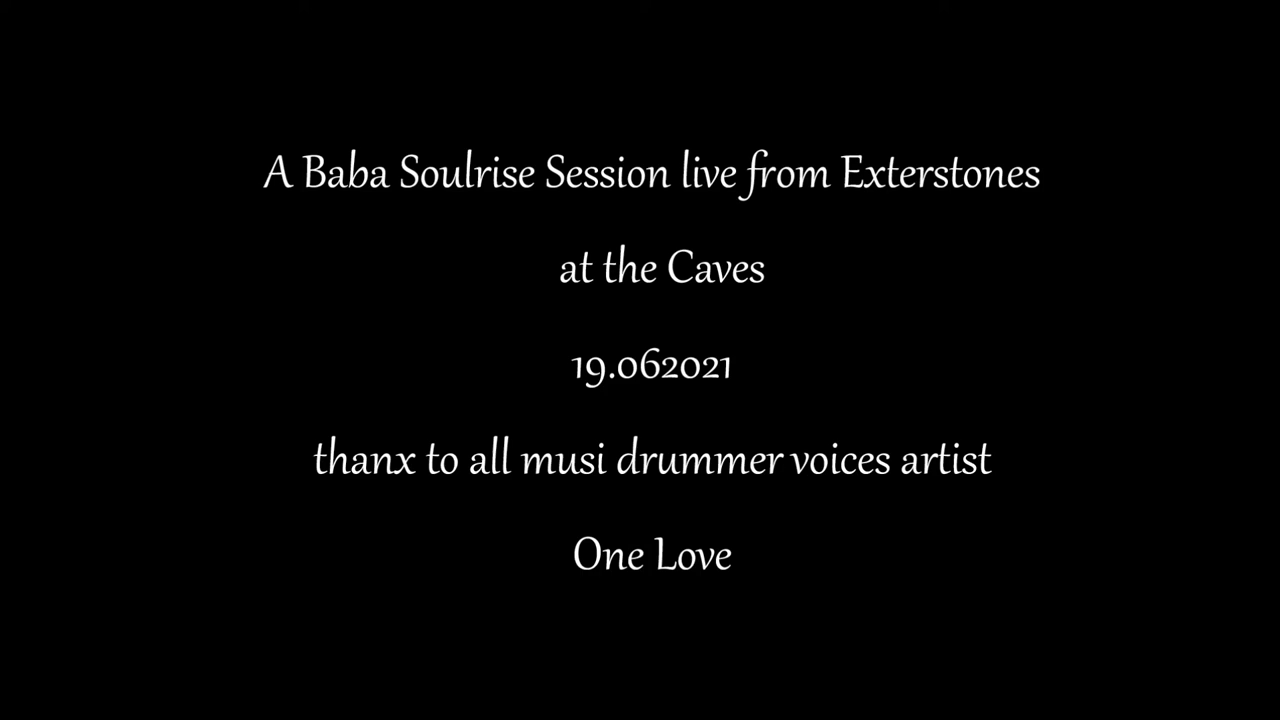 A Baba Soulrise Session live from Exterstones
at the Caves
19.062021
thanx to all musi drummer voices artist
One Love